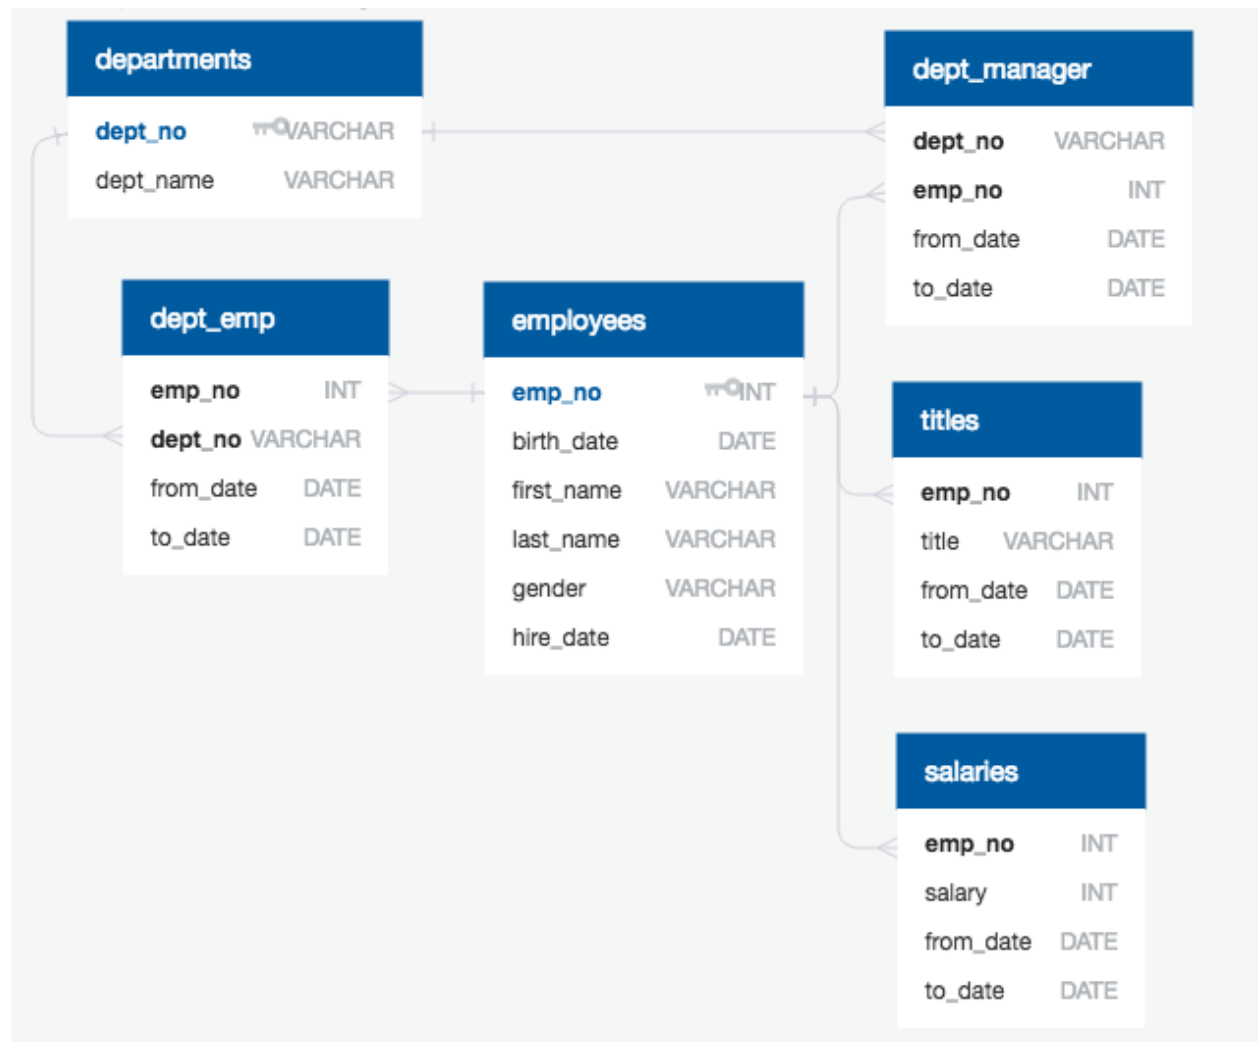 departments
dept_no VARCHAR
dept_name VARCHAR
dept_manager
dept_no VARCHAR
emp_no INT
from_date DATE
to_date DATE
dept_emp
emp_no INT
dept_no VARCHAR
from_date DATE
to_date DATE
employees
emp_no INT
birth_date DATE
first_name VARCHAR
last_name VARCHAR
gender VARCHAR
hire_date DATE
titles
emp_no INT
title VARCHAR
from_date DATE
to_date DATE
salaries
emp_no INT
salary INT
from_date DATE
to_date DATE